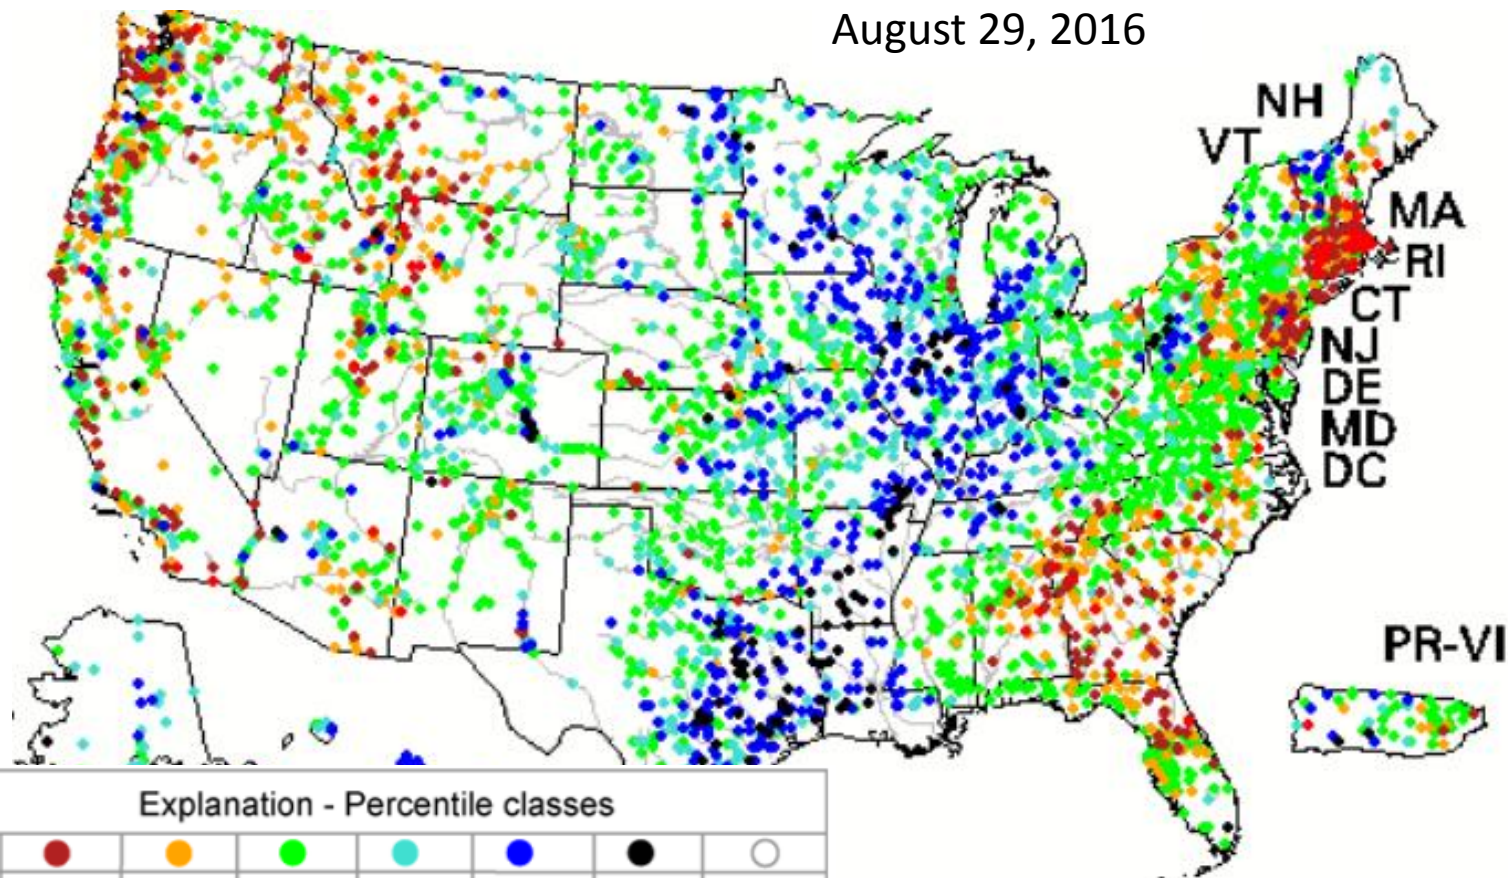 August 29, 2016
NH
VT
MA
RI
CT
NJ
DE
MD
DC
PR-VI
Explanation - Percentile classes